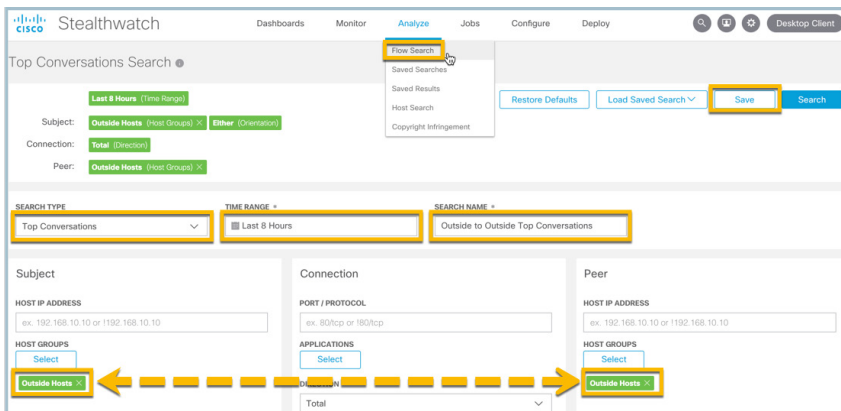 cisco Stealthwatch Dashboards Monitor Analyze Jobs Configure Deploy Desktop Client
Flow Search
Saved Searches
Saved Results
Host Search
Copyright Infringement
Top Conversations Search
Last 8 Hours (Time Range)
Restore Defaults Load Saved Search Save Search
Subject: Outside Hosts (Host Groups) × Either (Orientation)
Connection: Total (Direction)
Peer: Outside Hosts (Host Groups) ×
SEARCH TYPE TIME RANGE * SEARCH NAME *
Top Conversations Last 8 Hours Outside to Outside Top Conversations
Subject Connection Peer
HOST IP ADDRESS PORT / PROTOCOL HOST IP ADDRESS
ex. 192.168.10.10 or !192.168.10.10 ex. 80/tcp or !80/tcp ex. 192.168.10.10 or !192.168.10.10
HOST GROUPS APPLICATIONS HOST GROUPS
Select Select Select
Outside Hosts × Outside Hosts ×
Total